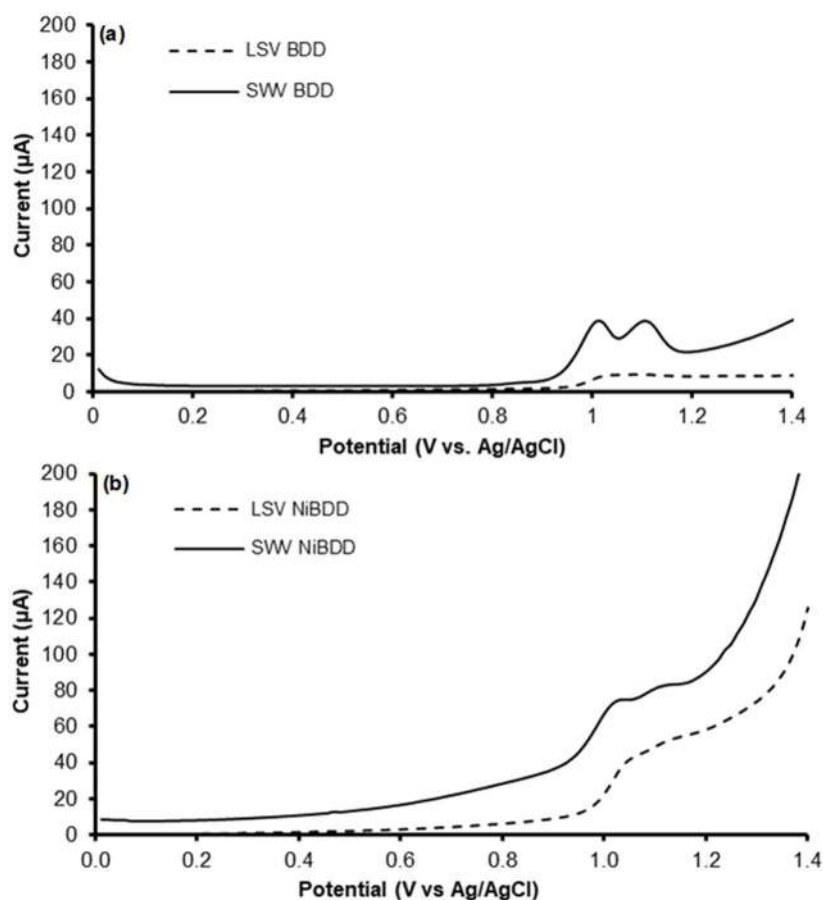 (a)
LSV BDD
SWV BDD
200
180
160
140
120
100
80
60
40
20
0
Current (µA)
0 0.2 0.4 0.6 0.8 1 1.2 1.4
Potential (V vs. Ag/AgCl)
(b)
LSV NiBDD
SWV NiBDD
200
180
160
140
120
100
80
60
40
20
0
Current (µA)
0.0 0.2 0.4 0.6 0.8 1.0 1.2 1.4
Potential (V vs Ag/AgCl)